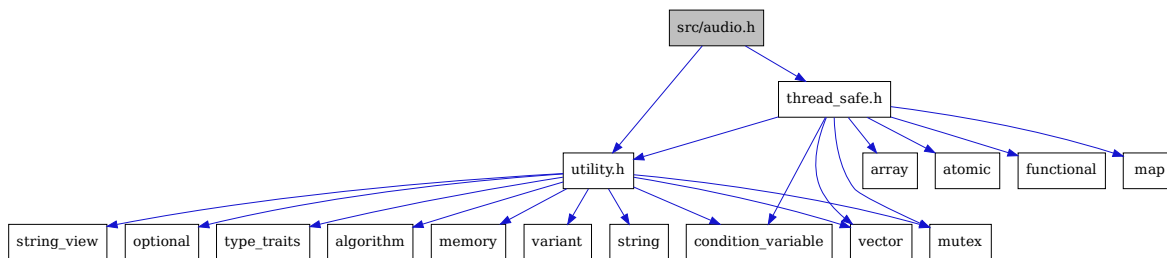 src/audio.h
thread_safe.h
utility.h
array
atomic
functional
map
string_view
optional
type_traits
algorithm
memory
variant
string
condition_variable
vector
mutex